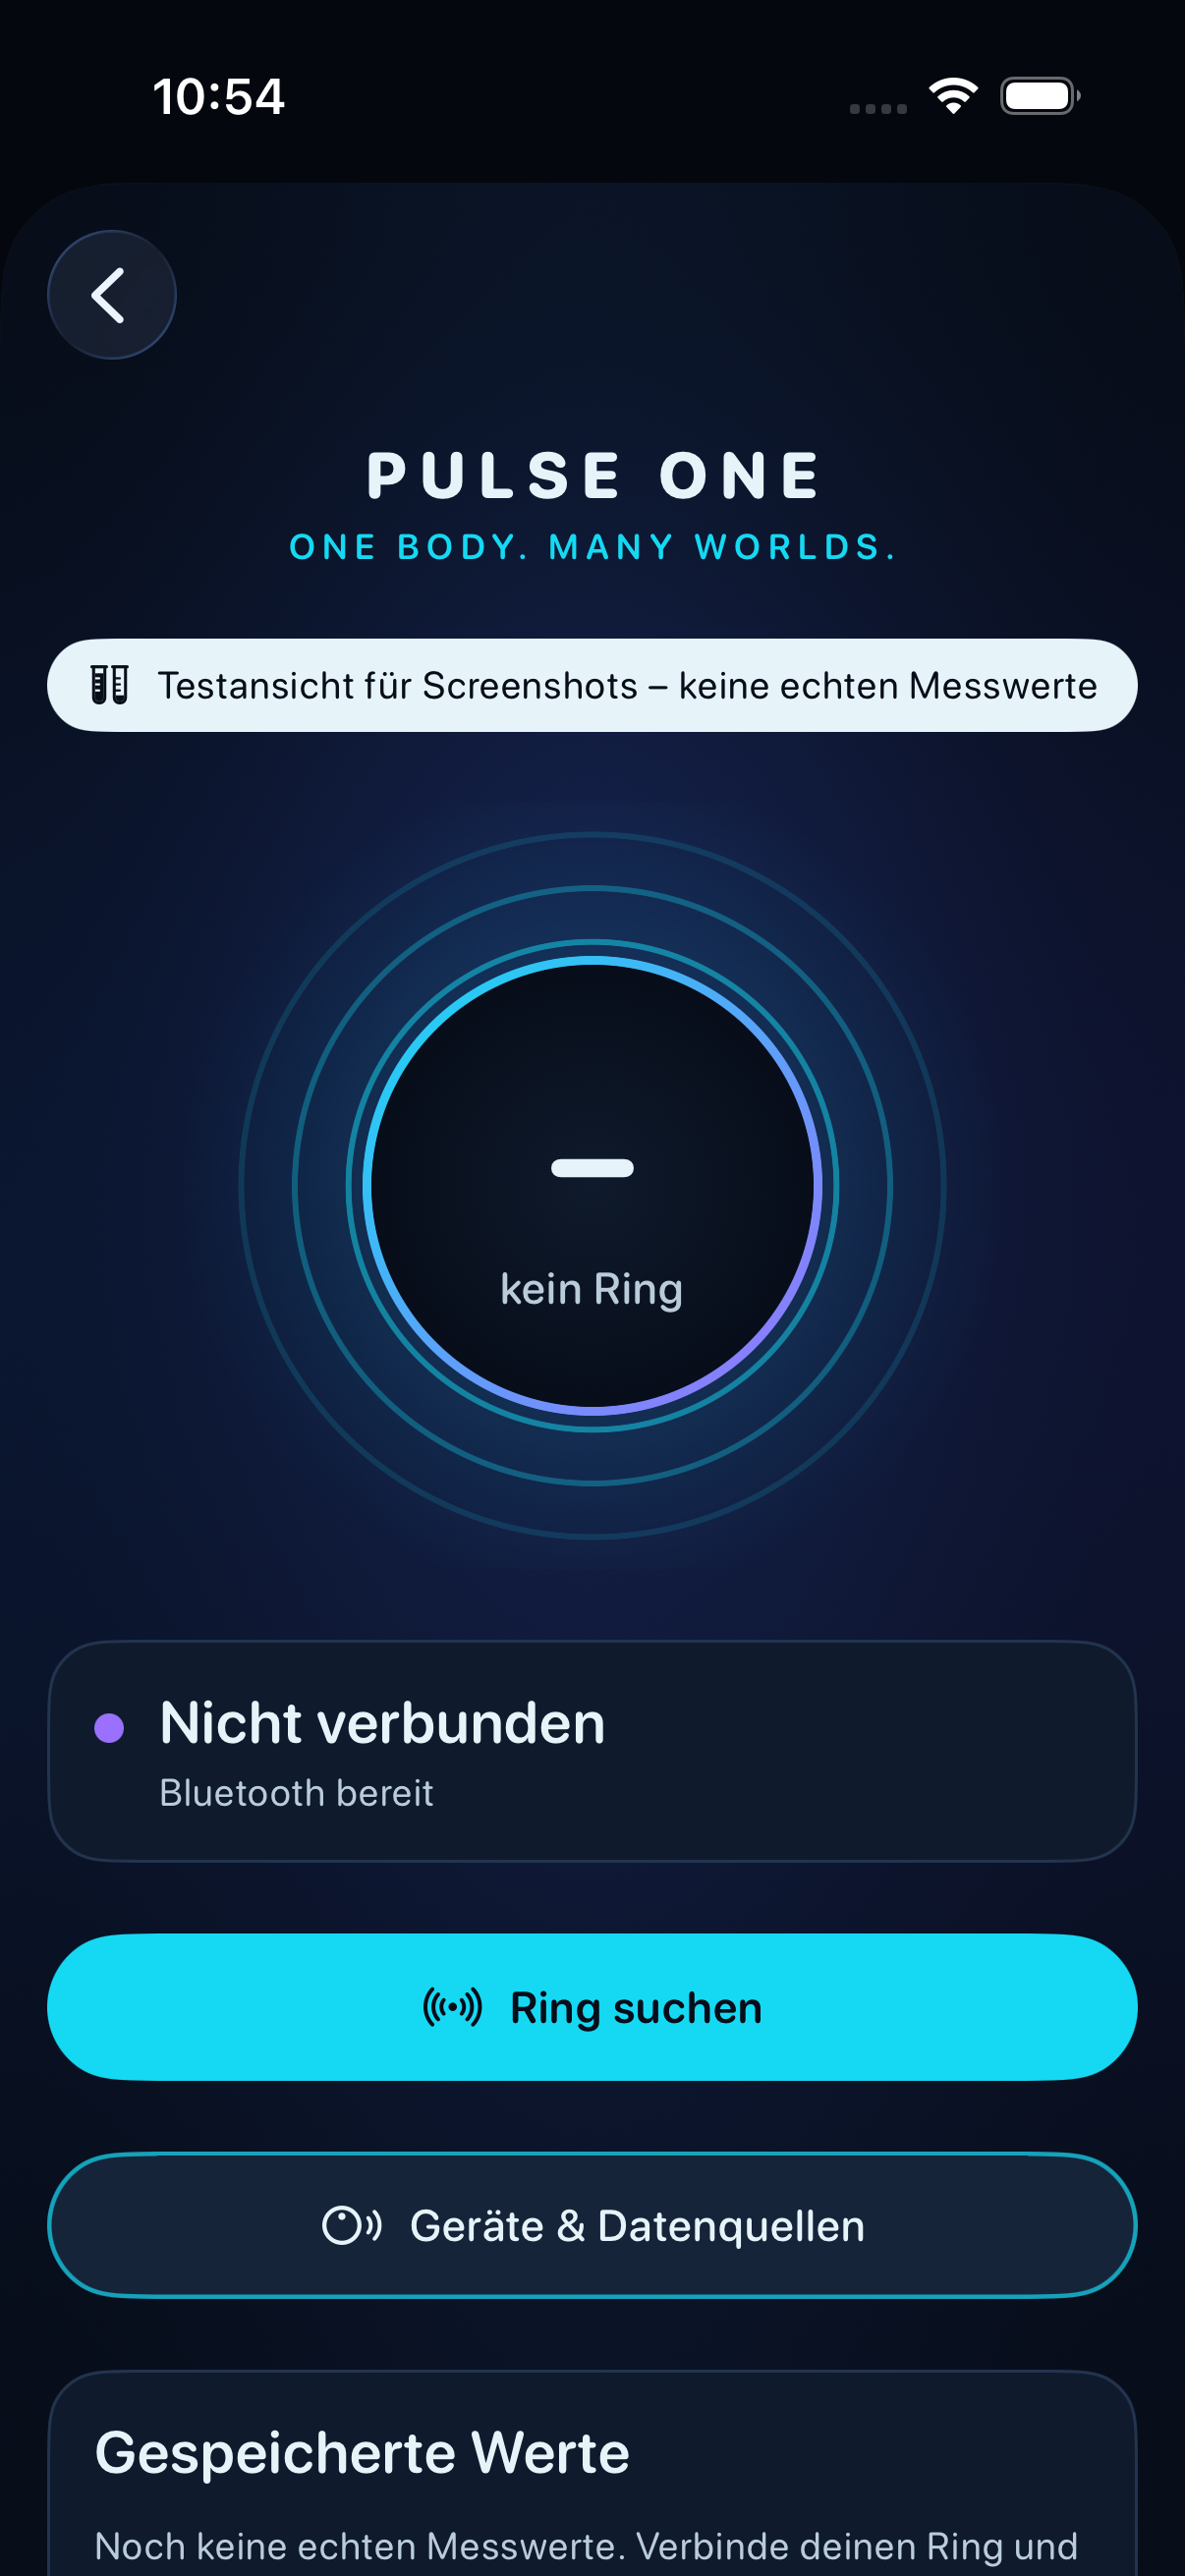 10:54
PULSE ONE
ONE BODY. MANY WORLDS.
Testansicht für Screenshots – keine echten Messwerte
–
kein Ring
Nicht verbunden
Bluetooth bereit
Ring suchen
Geräte & Datenquellen
Gespeicherte Werte
Noch keine echten Messwerte. Verbinde deinen Ring und